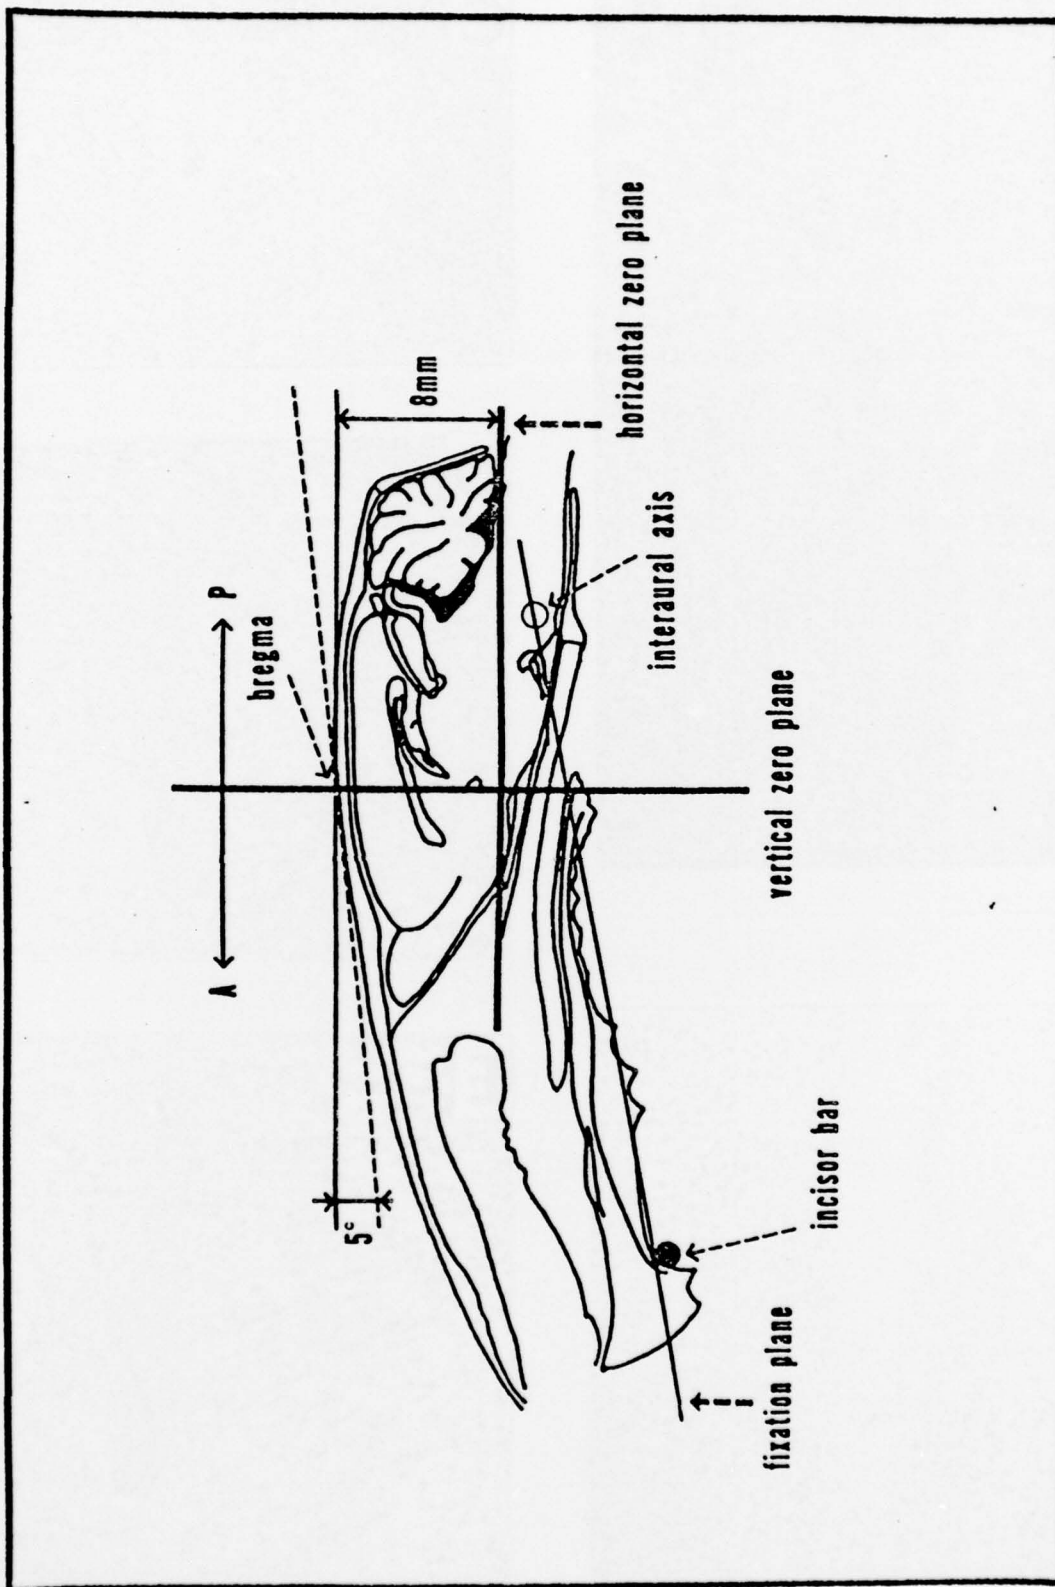 A
P
bregma
5°
8mm
horizontal zero plane
interaural axis
vertical zero plane
incisor bar
fixation plane